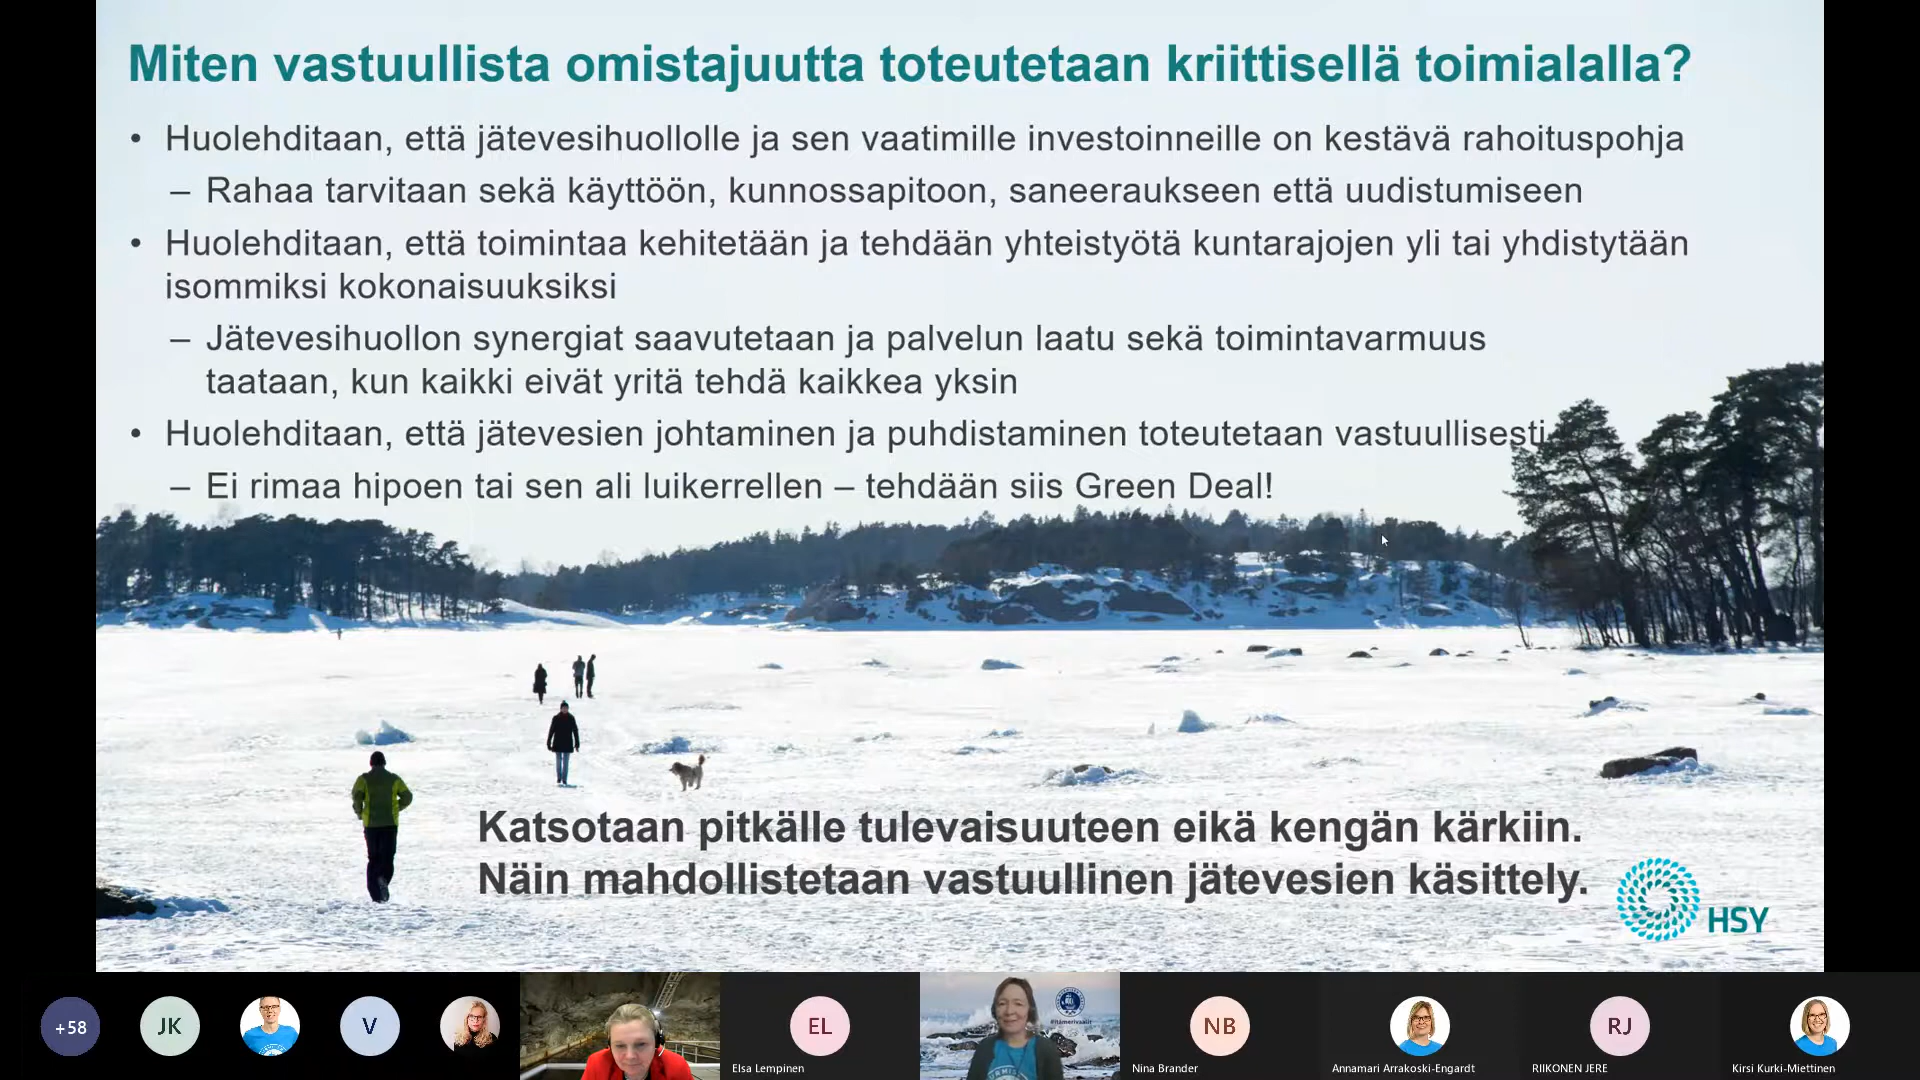 Miten vastuullista omistajuutta toteutetaan kriittisellä toimialalla?
• Huolehditaan, että jätevesihuollolle ja sen vaatimille investoinneille on kestävä rahoituspohja
– Rahaa tarvitaan sekä käyttöön, kunnossapitoon, saneeraukseen että uudistumiseen
• Huolehditaan, että toimintaa kehitetään ja tehdään yhteistyötä kuntarajojen yli tai yhdistytään
isommiksi kokonaisuuksiksi
– Jätevesihuollon synergiat saavutetaan ja palvelun laatu sekä toimintavarmuus
taataan, kun kaikki eivät yritä tehdä kaikkea yksin
• Huolehditaan, että jätevesien johtaminen ja puhdistaminen toteutetaan vastuullisesti
– Ei rimaa hipoen tai sen ali luikerrellen – tehdään siis Green Deal!
Katsotaan pitkälle tulevaisuuteen eikä kengän kärkiin.
Näin mahdollistetaan vastuullinen jätevesien käsittely.
HSY
+58
JK
V
EL
Elsa Lempinen
#itämerivaalit
NB
Nina Brander
Annamari Arrakoski-Engardt
RJ
RIIKONEN JERE
Kirsi Kurki-Miettinen